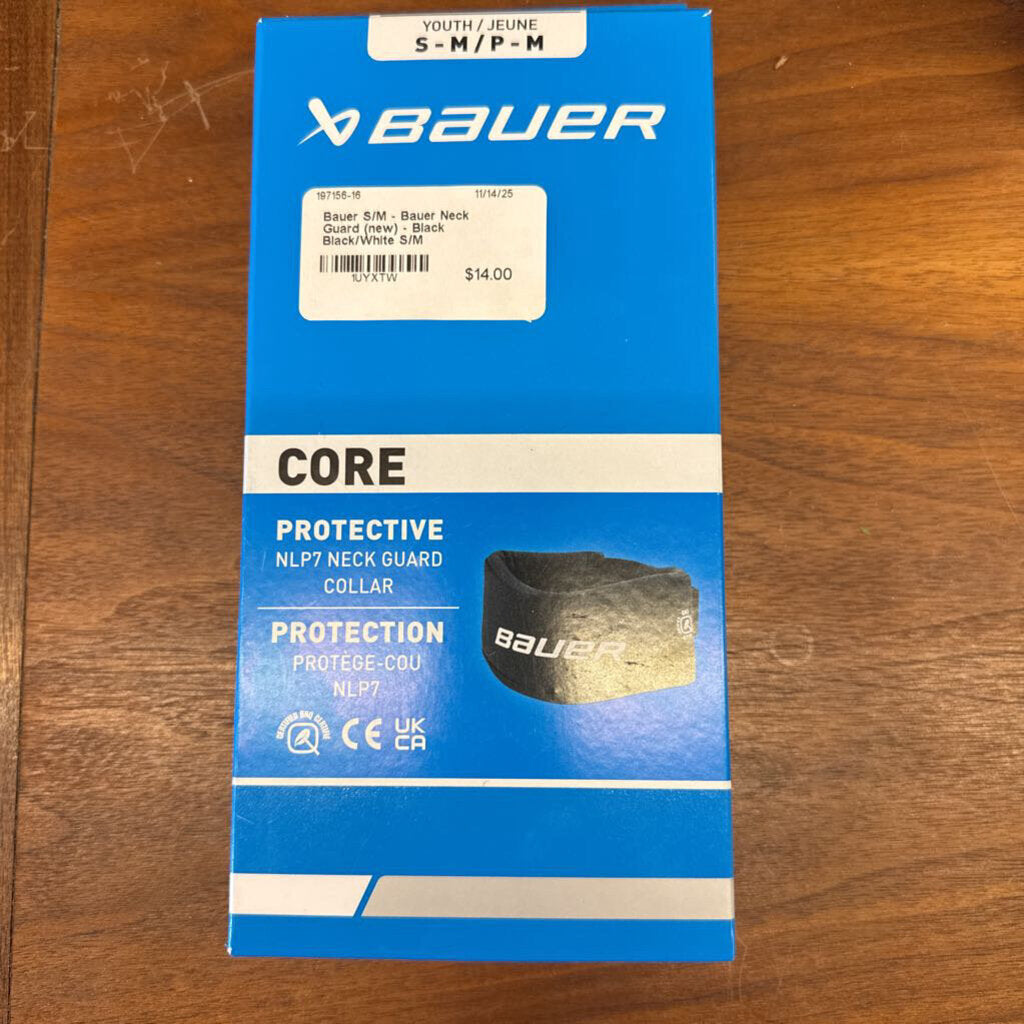 YOUTH / JEUNE
S - M / P - M
BAUER
197156-16 11/14/25
Bauer S/M - Bauer Neck
Guard (new) - Black
Black/White S/M
1UYXTW $14.00
CORE
PROTECTIVE
NLP7 NECK GUARD
COLLAR
PROTECTION
PROTÈGE-COU
NLP7
BAUER
CE UK
CA